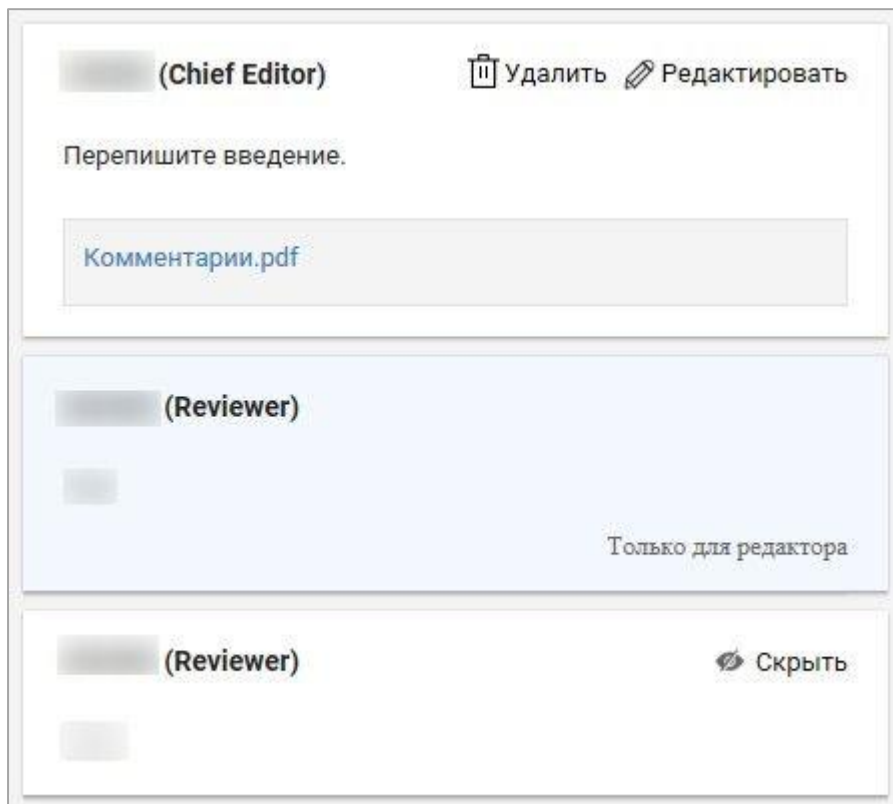 (Chief Editor) Удалить Редактировать
Перепишите введение.
Комментарии.pdf
(Reviewer)
Только для редактора
(Reviewer) Скрыть